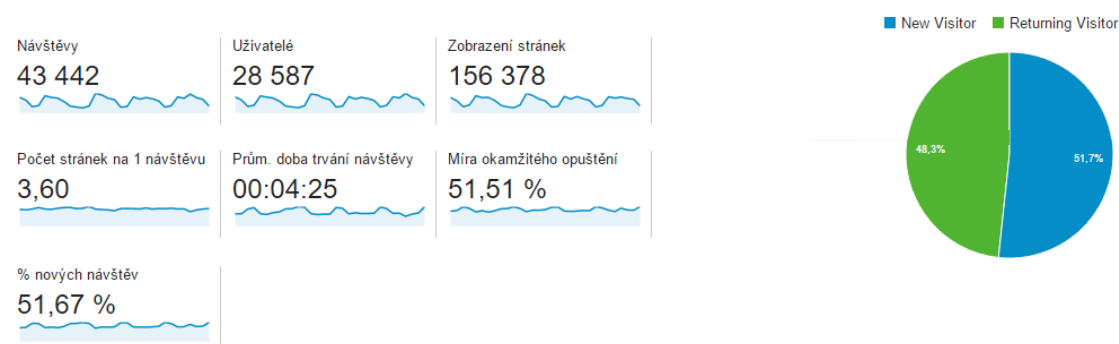 New Visitor Returning Visitor
Návštěvy Uživatelé Zobrazení stránek
43 442 28 587 156 378
Počet stránek na 1 návštěvu Prům. doba trvání návštěvy Míra okamžitého opuštění
3,60 00:04:25 51,51 %
% nových návštěv
51,67 %
48,3%
51,7%